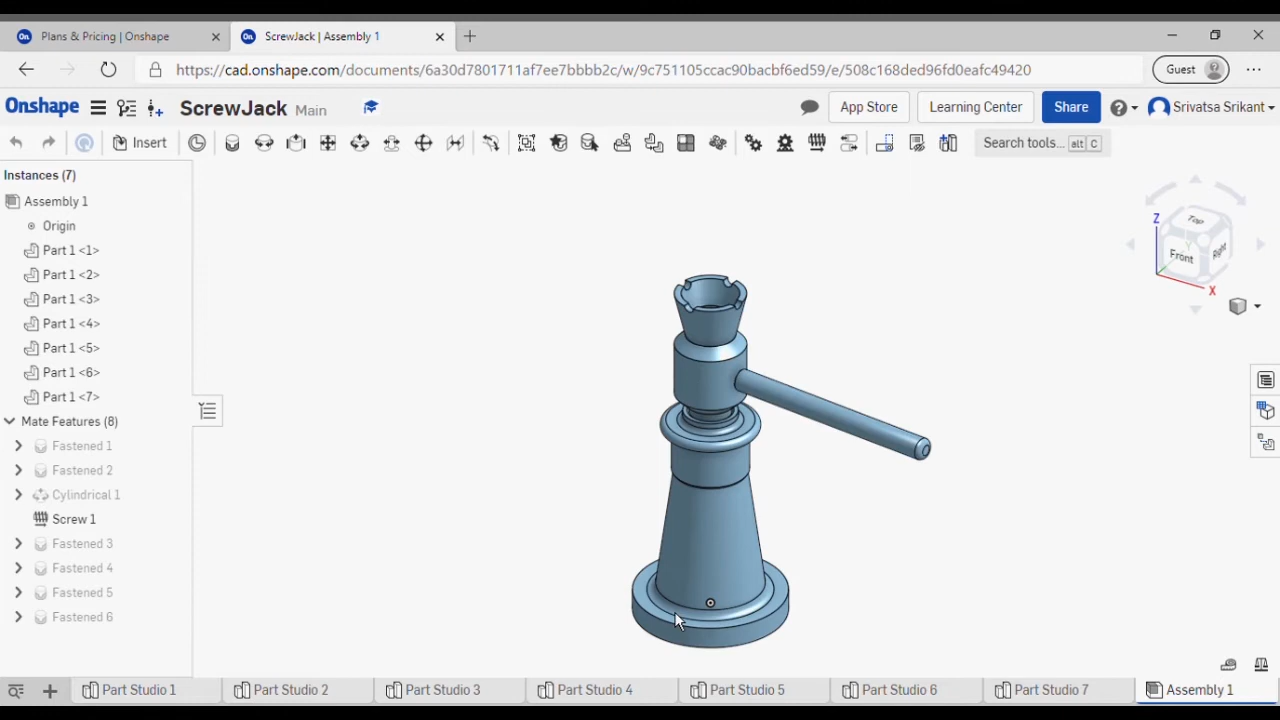 Plans & Pricing | Onshape
ScrewJack | Assembly 1
https://cad.onshape.com/documents/6a30d7801711af7ee7bbbb2c/w/9c751105ccac90bacbf6ed59/e/508c168ded96fd0eafc49420
Guest
Onshape
ScrewJack Main
App Store
Learning Center
Share
Srivatsa Srikant
Insert
Search tools... alt C
Instances (7)
Assembly 1
Origin
Part 1 <1>
Part 1 <2>
Part 1 <3>
Part 1 <4>
Part 1 <5>
Part 1 <6>
Part 1 <7>
Mate Features (8)
Fastened 1
Fastened 2
Cylindrical 1
Screw 1
Fastened 3
Fastened 4
Fastened 5
Fastened 6
Z
Top
Front
Right
Y
X
Part Studio 1
Part Studio 2
Part Studio 3
Part Studio 4
Part Studio 5
Part Studio 6
Part Studio 7
Assembly 1